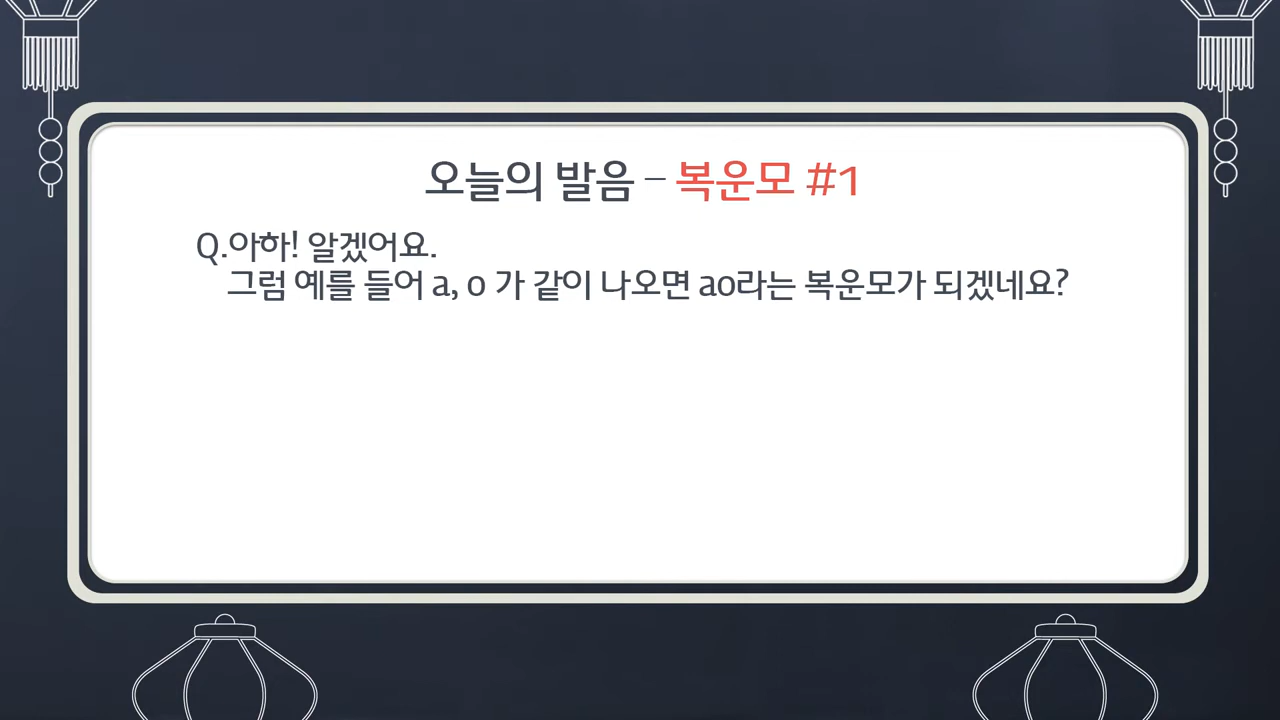 오늘의 발음 – 복운모 #1
Q.아하! 알겠어요.
그럼 예를 들어 a, o 가 같이 나오면 ao라는 복운모가 되겠네요?